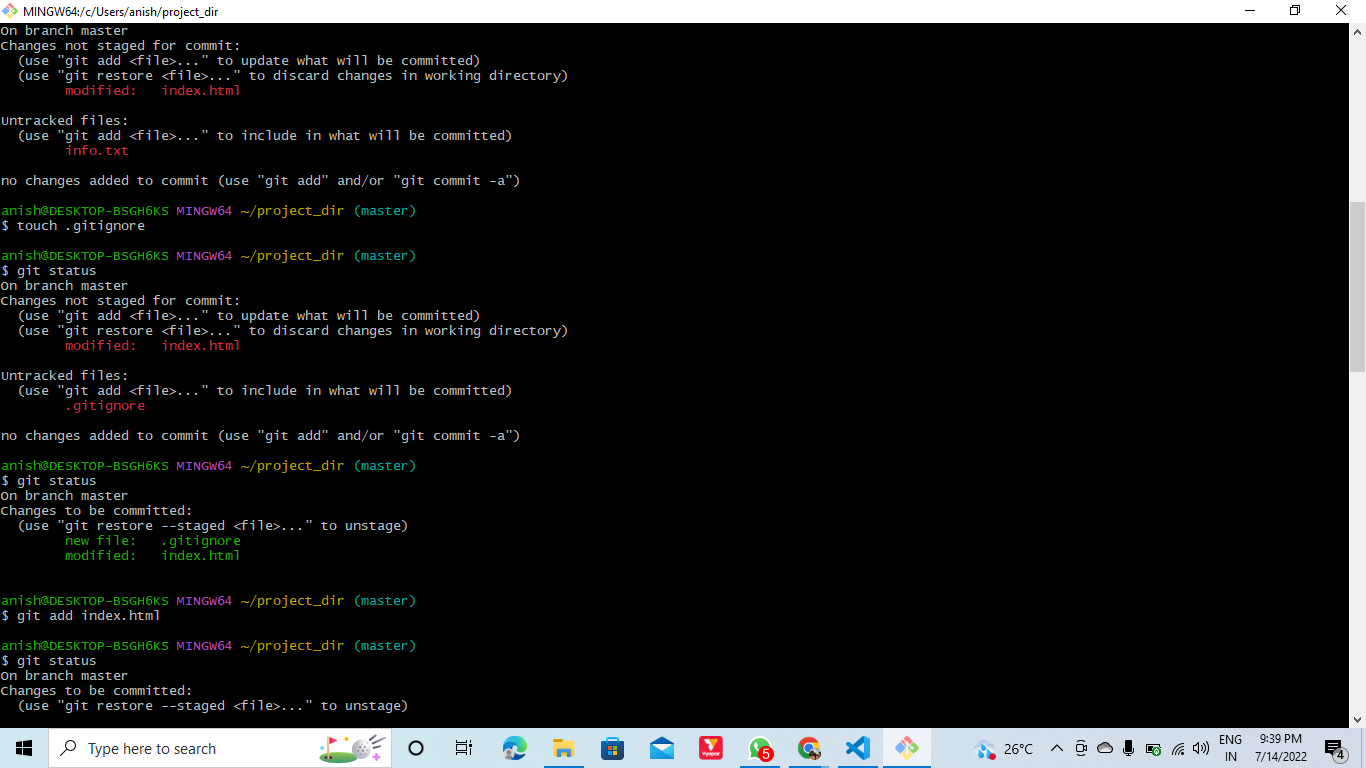 MINGW64:/c/Users/anish/project_dir
On branch master
Changes not staged for commit:
  (use "git add <file>..." to update what will be committed)
  (use "git restore <file>..." to discard changes in working directory)
        modified:   index.html

Untracked files:
  (use "git add <file>..." to include in what will be committed)
        info.txt

no changes added to commit (use "git add" and/or "git commit -a")

anish@DESKTOP-BSGH6KS MINGW64 ~/project_dir (master)
$ touch .gitignore

anish@DESKTOP-BSGH6KS MINGW64 ~/project_dir (master)
$ git status
On branch master
Changes not staged for commit:
  (use "git add <file>..." to update what will be committed)
  (use "git restore <file>..." to discard changes in working directory)
        modified:   index.html

Untracked files:
  (use "git add <file>..." to include in what will be committed)
        .gitignore

no changes added to commit (use "git add" and/or "git commit -a")

anish@DESKTOP-BSGH6KS MINGW64 ~/project_dir (master)
$ git status
On branch master
Changes to be committed:
  (use "git restore --staged <file>..." to unstage)
        new file:   .gitignore
        modified:   index.html


anish@DESKTOP-BSGH6KS MINGW64 ~/project_dir (master)
$ git add index.html

anish@DESKTOP-BSGH6KS MINGW64 ~/project_dir (master)
$ git status
On branch master
Changes to be committed:
  (use "git restore --staged <file>..." to unstage)
Type here to search
5
26°C
ENG
IN
9:39 PM
7/14/2022
4